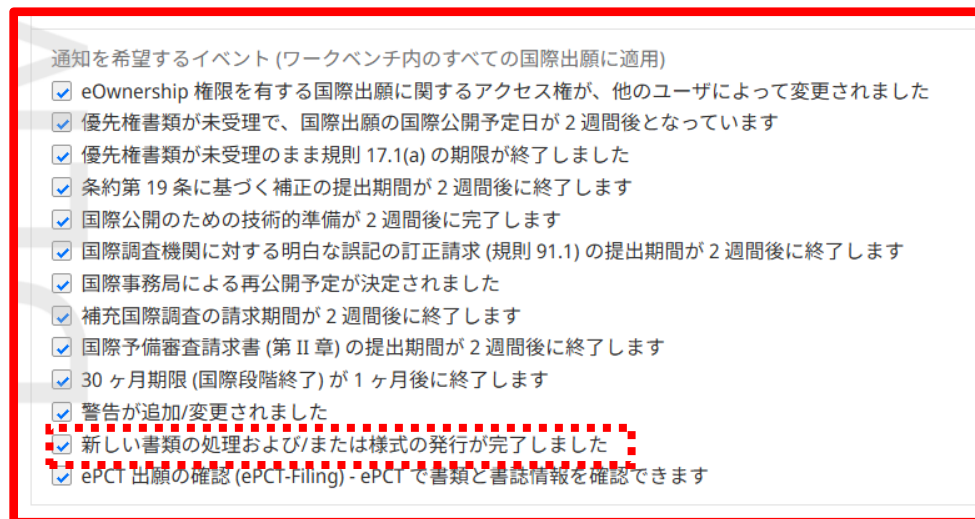 通知を希望するイベント (ワークベンチ内のすべての国際出願に適用)
eOwnership 権限を有する国際出願に関するアクセス権が、他のユーザによって変更されました
優先権書類が未受理で、国際出願の国際公開予定日が 2 週間後となっています
優先権書類が未受理のまま規則 17.1(a) の期限が終了しました
条約第 19 条に基づく補正の提出期間が 2 週間後に終了します
国際公開のための技術的準備が 2 週間後に完了します
国際調査機関に対する明白な誤記の訂正請求 (規則 91.1) の提出期間が 2 週間後に終了します
国際事務局による再公開予定が決定されました
補充国際調査の請求期間が 2 週間後に終了します
国際予備審査請求書 (第 II 章) の提出期間が 2 週間後に終了します
30 ヶ月期限 (国際段階終了) が 1 ヶ月後に終了します
警告が追加/変更されました
新しい書類の処理および/または様式の発行が完了しました
ePCT 出願の確認 (ePCT-Filing) - ePCT で書類と書誌情報を確認できます